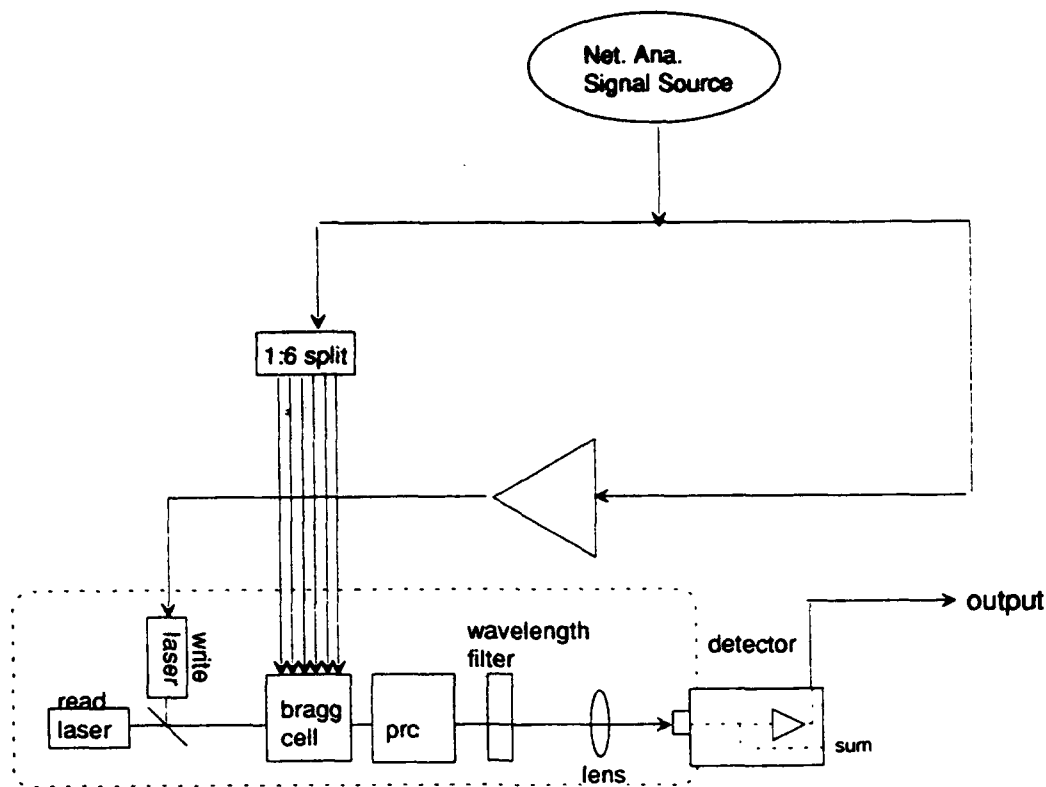 Net. Ana.
Signal Source
1:6 split
output
wavelength
filter
detector
write
laser
read
laser
bragg
cell
prc
lens
sum